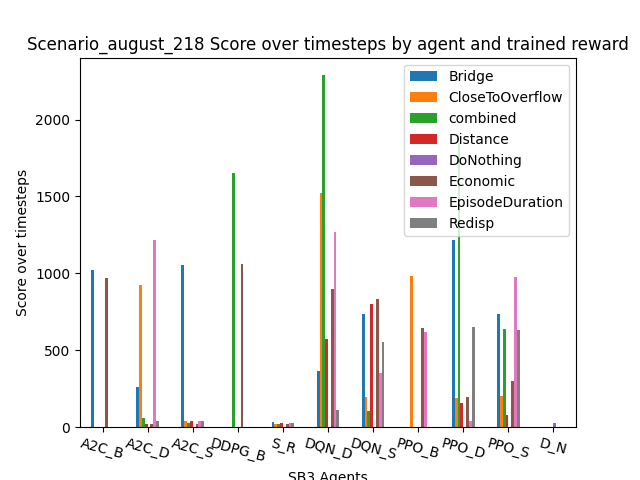 Scenario_august_218 Score over timesteps by agent and trained reward
Bridge
CloseToOverflow
combined
Distance
DoNothing
Economic
EpisodeDuration
Redisp
Score over timesteps
2000
1500
1000
500
0
A2C_B
A2C_D
A2C_S
DDPG_B
S_R
DQN_D
DQN_S
PPO_B
PPO_D
PPO_S
D_N
SB3 Agents